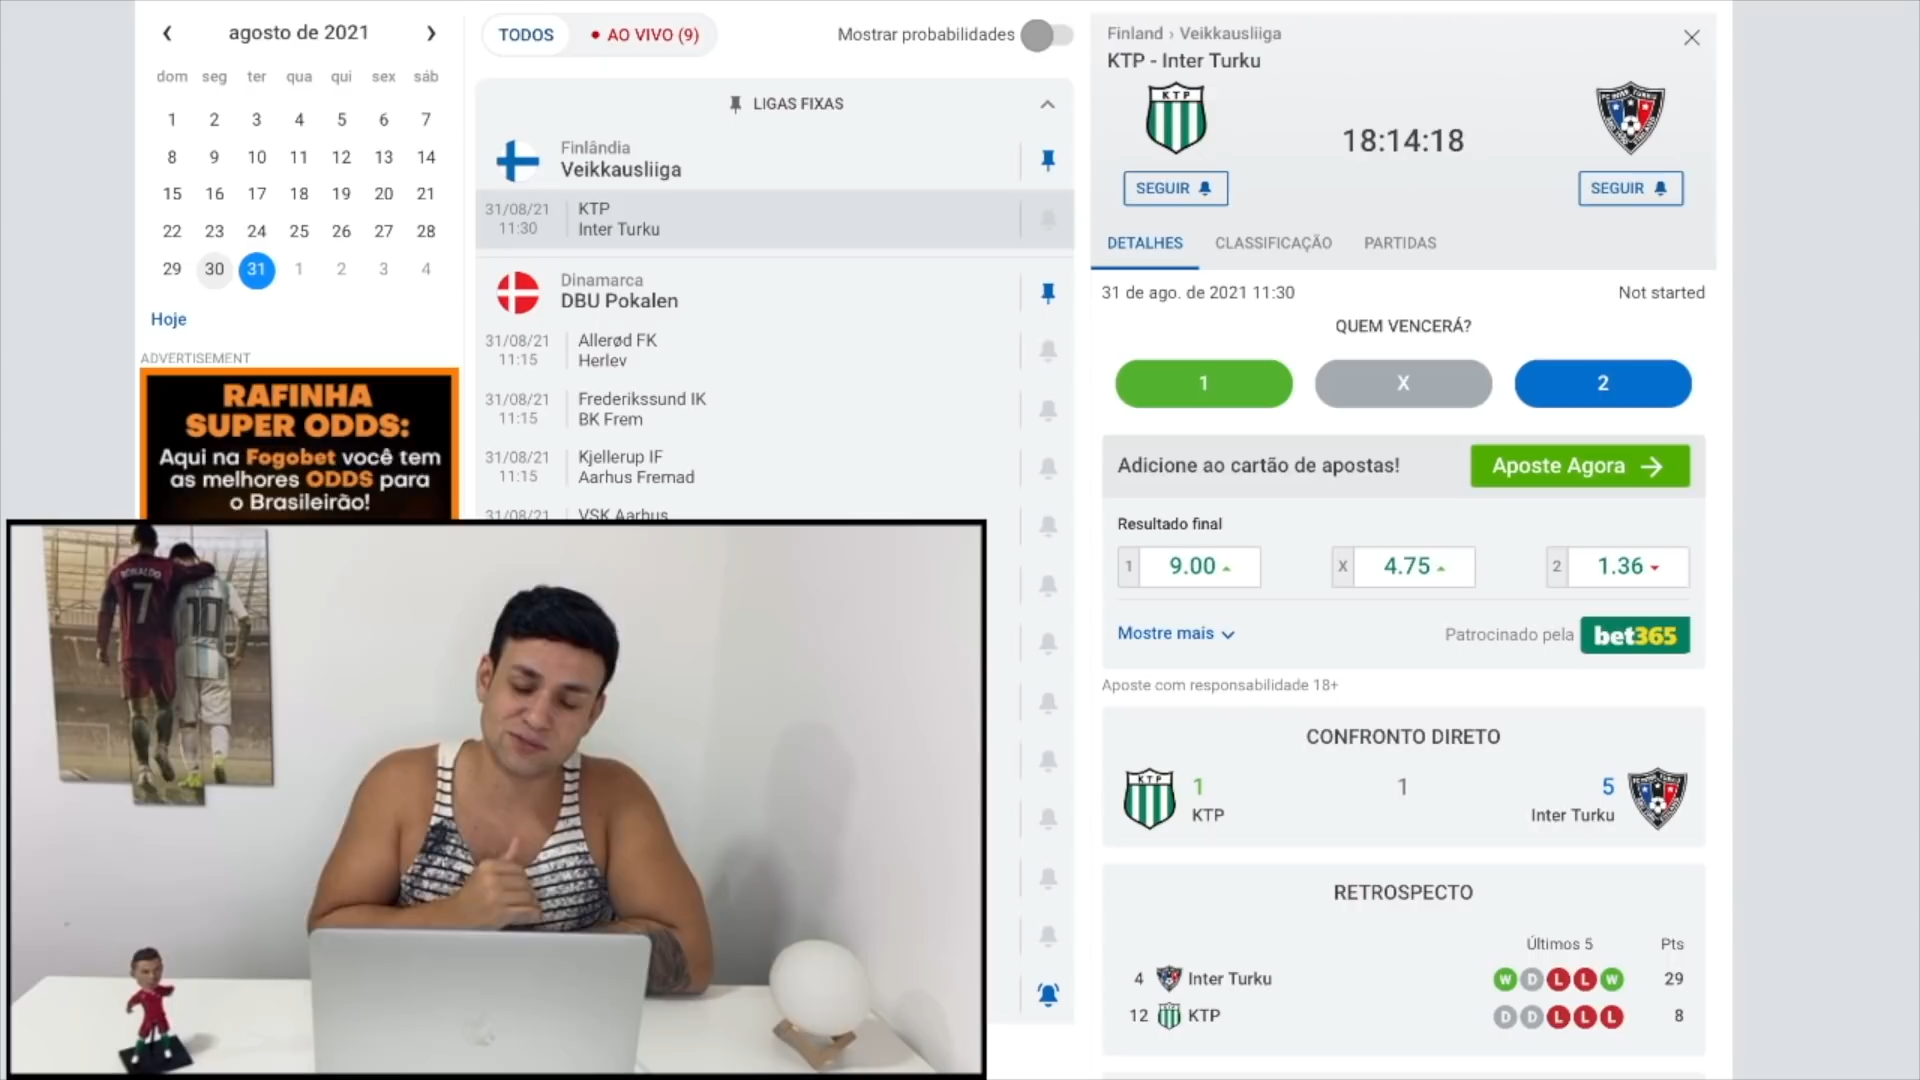 agosto de 2021
dom seg ter qua qui sex sáb
1 2 3 4 5 6 7
8 9 10 11 12 13 14
15 16 17 18 19 20 21
22 23 24 25 26 27 28
29 30 31 1 2 3 4
Hoje
ADVERTISEMENT
RAFINHA
SUPER ODDS:
Aqui na Fogobet você tem
as melhores ODDS para
o Brasileirão!
RONALDO
7
10
TODOS
AO VIVO (9)
Mostrar probabilidades
LIGAS FIXAS
Finlândia
Veikkausliiga
31/08/21 KTP
11:30 Inter Turku
Dinamarca
DBU Pokalen
31/08/21 Allerød FK
11:15 Herlev
31/08/21 Frederikssund IK
11:15 BK Frem
31/08/21 Kjellerup IF
11:15 Aarhus Fremad
31/08/21 VSK Aarhus
Finland › Veikkausliiga
KTP - Inter Turku
KTP
18:14:18
SEGUIR
SEGUIR
DETALHES CLASSIFICAÇÃO PARTIDAS
31 de ago. de 2021 11:30 Not started
QUEM VENCERÁ?
1 X 2
Adicione ao cartão de apostas! Aposte Agora
Resultado final
1 9.00 X 4.75 2 1.36
Mostre mais Patrocinado pela bet365
Aposte com responsabilidade 18+
CONFRONTO DIRETO
KTP
1 1 5
KTP Inter Turku
RETROSPECTO
Últimos 5 Pts
4 Inter Turku W D L L W 29
12 KTP D D L L L 8